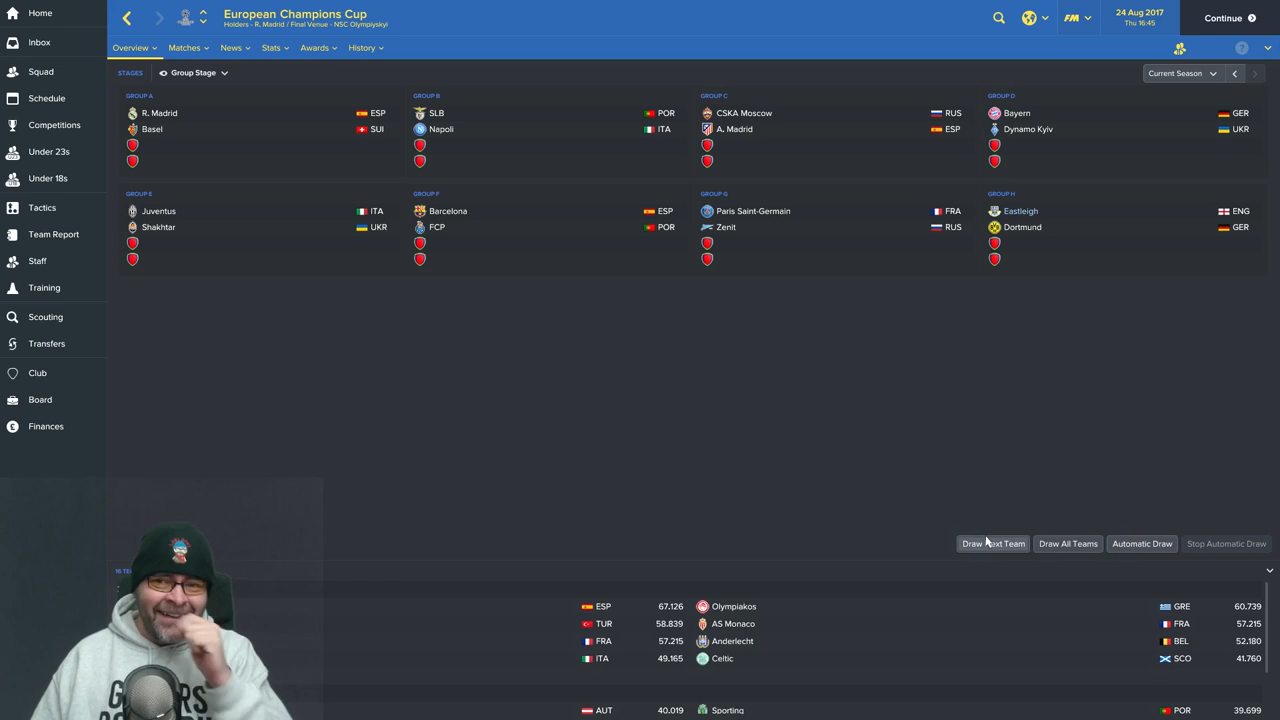 Home
Inbox
Squad
Schedule
Competitions
Under 23s
Under 18s
Tactics
Team Report
Staff
Training
Scouting
Transfers
Club
Board
Finances
European Champions Cup
Holders - R. Madrid / Final Venue - NSC Olympiyskyi
FM
24 Aug 2017
Thu 16:45
Continue
Overview Matches News Stats Awards History
STAGES Group Stage
Current Season
GROUP A
R. Madrid ESP
Basel SUI
GROUP B
SLB POR
Napoli ITA
GROUP C
CSKA Moscow RUS
A. Madrid ESP
GROUP D
Bayern GER
Dynamo Kyiv UKR
GROUP E
Juventus ITA
Shakhtar UKR
GROUP F
Barcelona ESP
FCP POR
GROUP G
Paris Saint-Germain FRA
Zenit RUS
GROUP H
Eastleigh ENG
Dortmund GER
Draw Next Team Draw All Teams Automatic Draw Stop Automatic Draw
ESP 67.126 Olympiakos GRE 60.739
TUR 58.839 AS Monaco FRA 57.215
FRA 57.215 Anderlecht BEL 52.180
ITA 49.165 Celtic SCO 41.760
AUT 40.019 Sporting POR 39.699